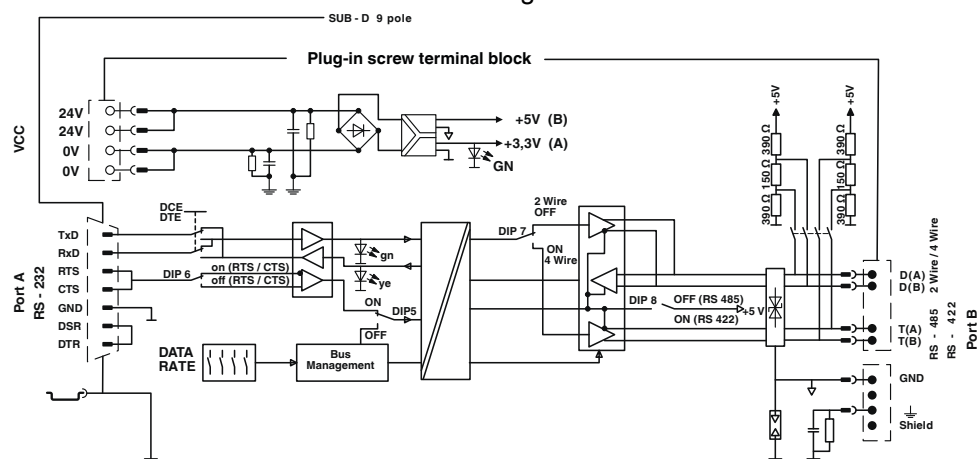 SUB - D 9 pole
Plug-in screw terminal block
VCC
24V
24V
0V
0V
+5V (B)
+3,3V (A)
GN
+5V
+5V
390 Ω
150 Ω
390 Ω
390 Ω
150 Ω
390 Ω
Port A
RS - 232
TxD
RxD
RTS
CTS
GND
DSR
DTR
DCE
DTE
DIP 6
on (RTS / CTS)
off (RTS / CTS)
gn
ye
ON
DIP5
OFF
DATA
RATE
Bus
Management
2 Wire
OFF
DIP 7
ON
4 Wire
DIP 8
OFF (RS 485)
+5 V
ON (RS 422)
D(A)
D(B)
T(A)
T(B)
GND
Shield
RS - 485 2 Wire / 4 Wire
RS - 422
Port B